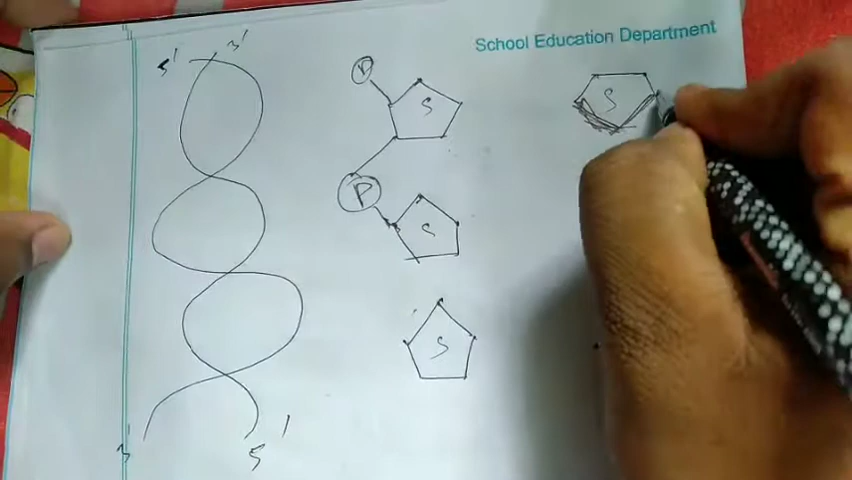 School Education Department
5' 3'
P S
S
P S
S
3' 5'